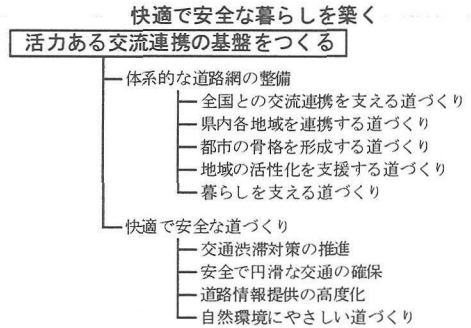 快適で安全な暮らしを築く
活力ある交流連携の基盤をつくる
体系的な道路網の整備
全国との交流連携を支える道づくり
県内各地域を連携する道づくり
都市の骨格を形成する道づくり
地域の活性化を支援する道づくり
暮らしを支える道づくり
快適で安全な道づくり
交通渋滞対策の推進
安全で円滑な交通の確保
道路情報提供の高度化
自然環境にやさしい道づくり